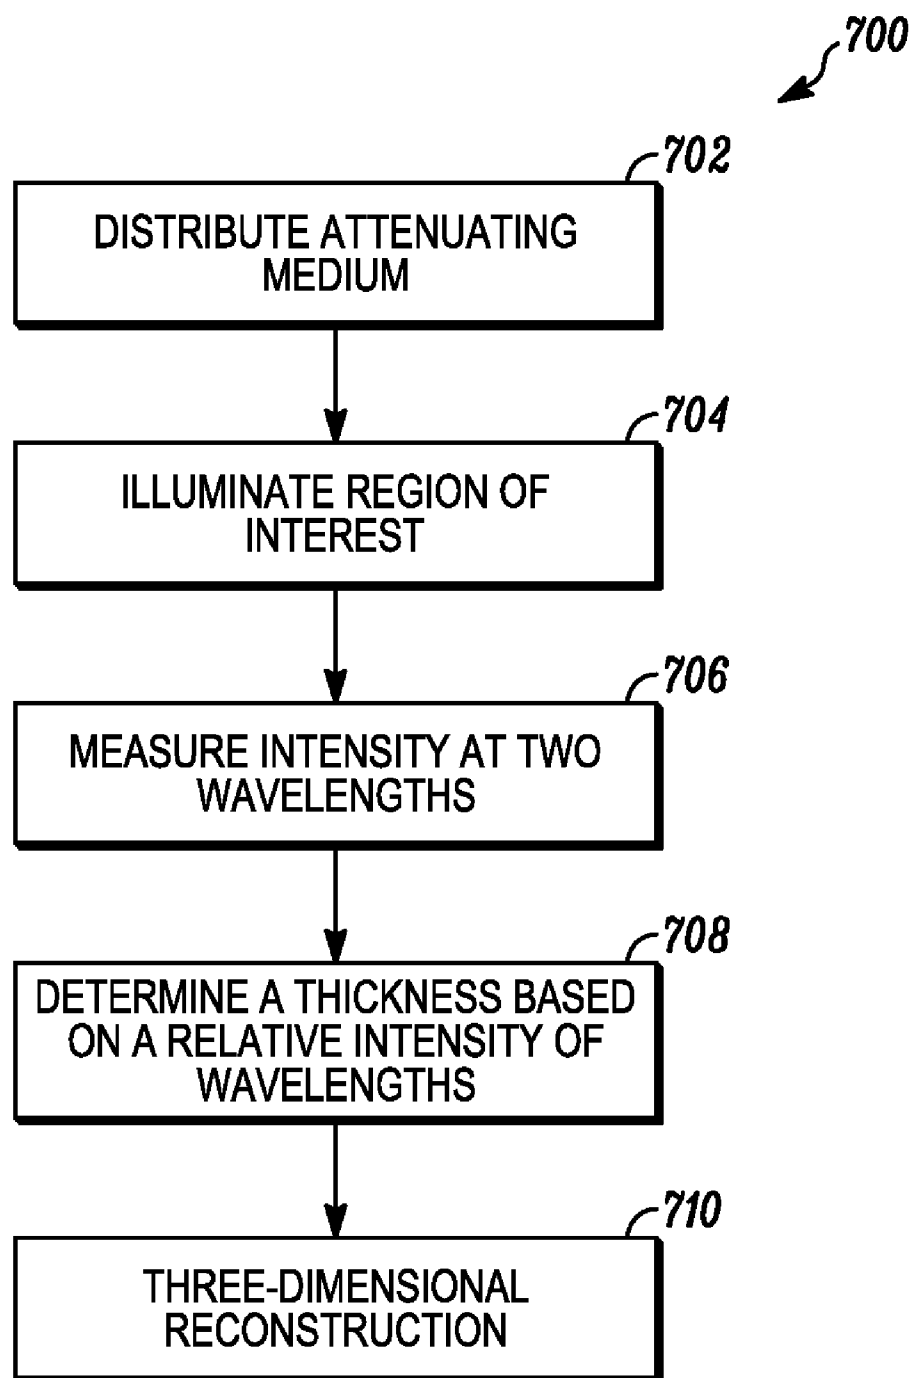 700
702
DISTRIBUTE ATTENUATING
MEDIUM
704
ILLUMINATE REGION OF
INTEREST
706
MEASURE INTENSITY AT TWO
WAVELENGTHS
708
DETERMINE A THICKNESS BASED
ON A RELATIVE INTENSITY OF
WAVELENGTHS
710
THREE-DIMENSIONAL
RECONSTRUCTION